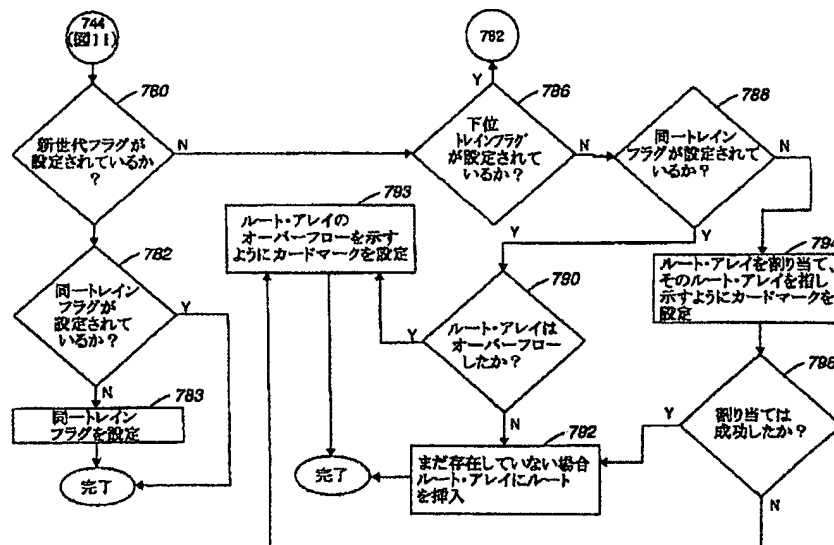 744
(図11)
780
新世代フラグが
設定されているか
?
N
782
Y
786
下位
トレインフラグ
が設定されて
いるか?
N
788
同一トレイン
フラグが設定されて
いるか?
N
Y
793
ルート・アレイの
オーバーフローを示す
ようにカードマークを設定
Y
782
同一トレイン
フラグが
設定されて
いるか?
Y
N
783
同一トレイン
フラグを設定
完了
790
ルート・アレイは
オーバーフロー
したか?
Y
N
794
ルート・アレイを割り当て、
そのルート・アレイを指し
示すようにカードマークを
設定
798
割り当ては
成功したか?
Y
N
792
まだ存在していない場合
ルート・アレイにルート
を挿入
完了